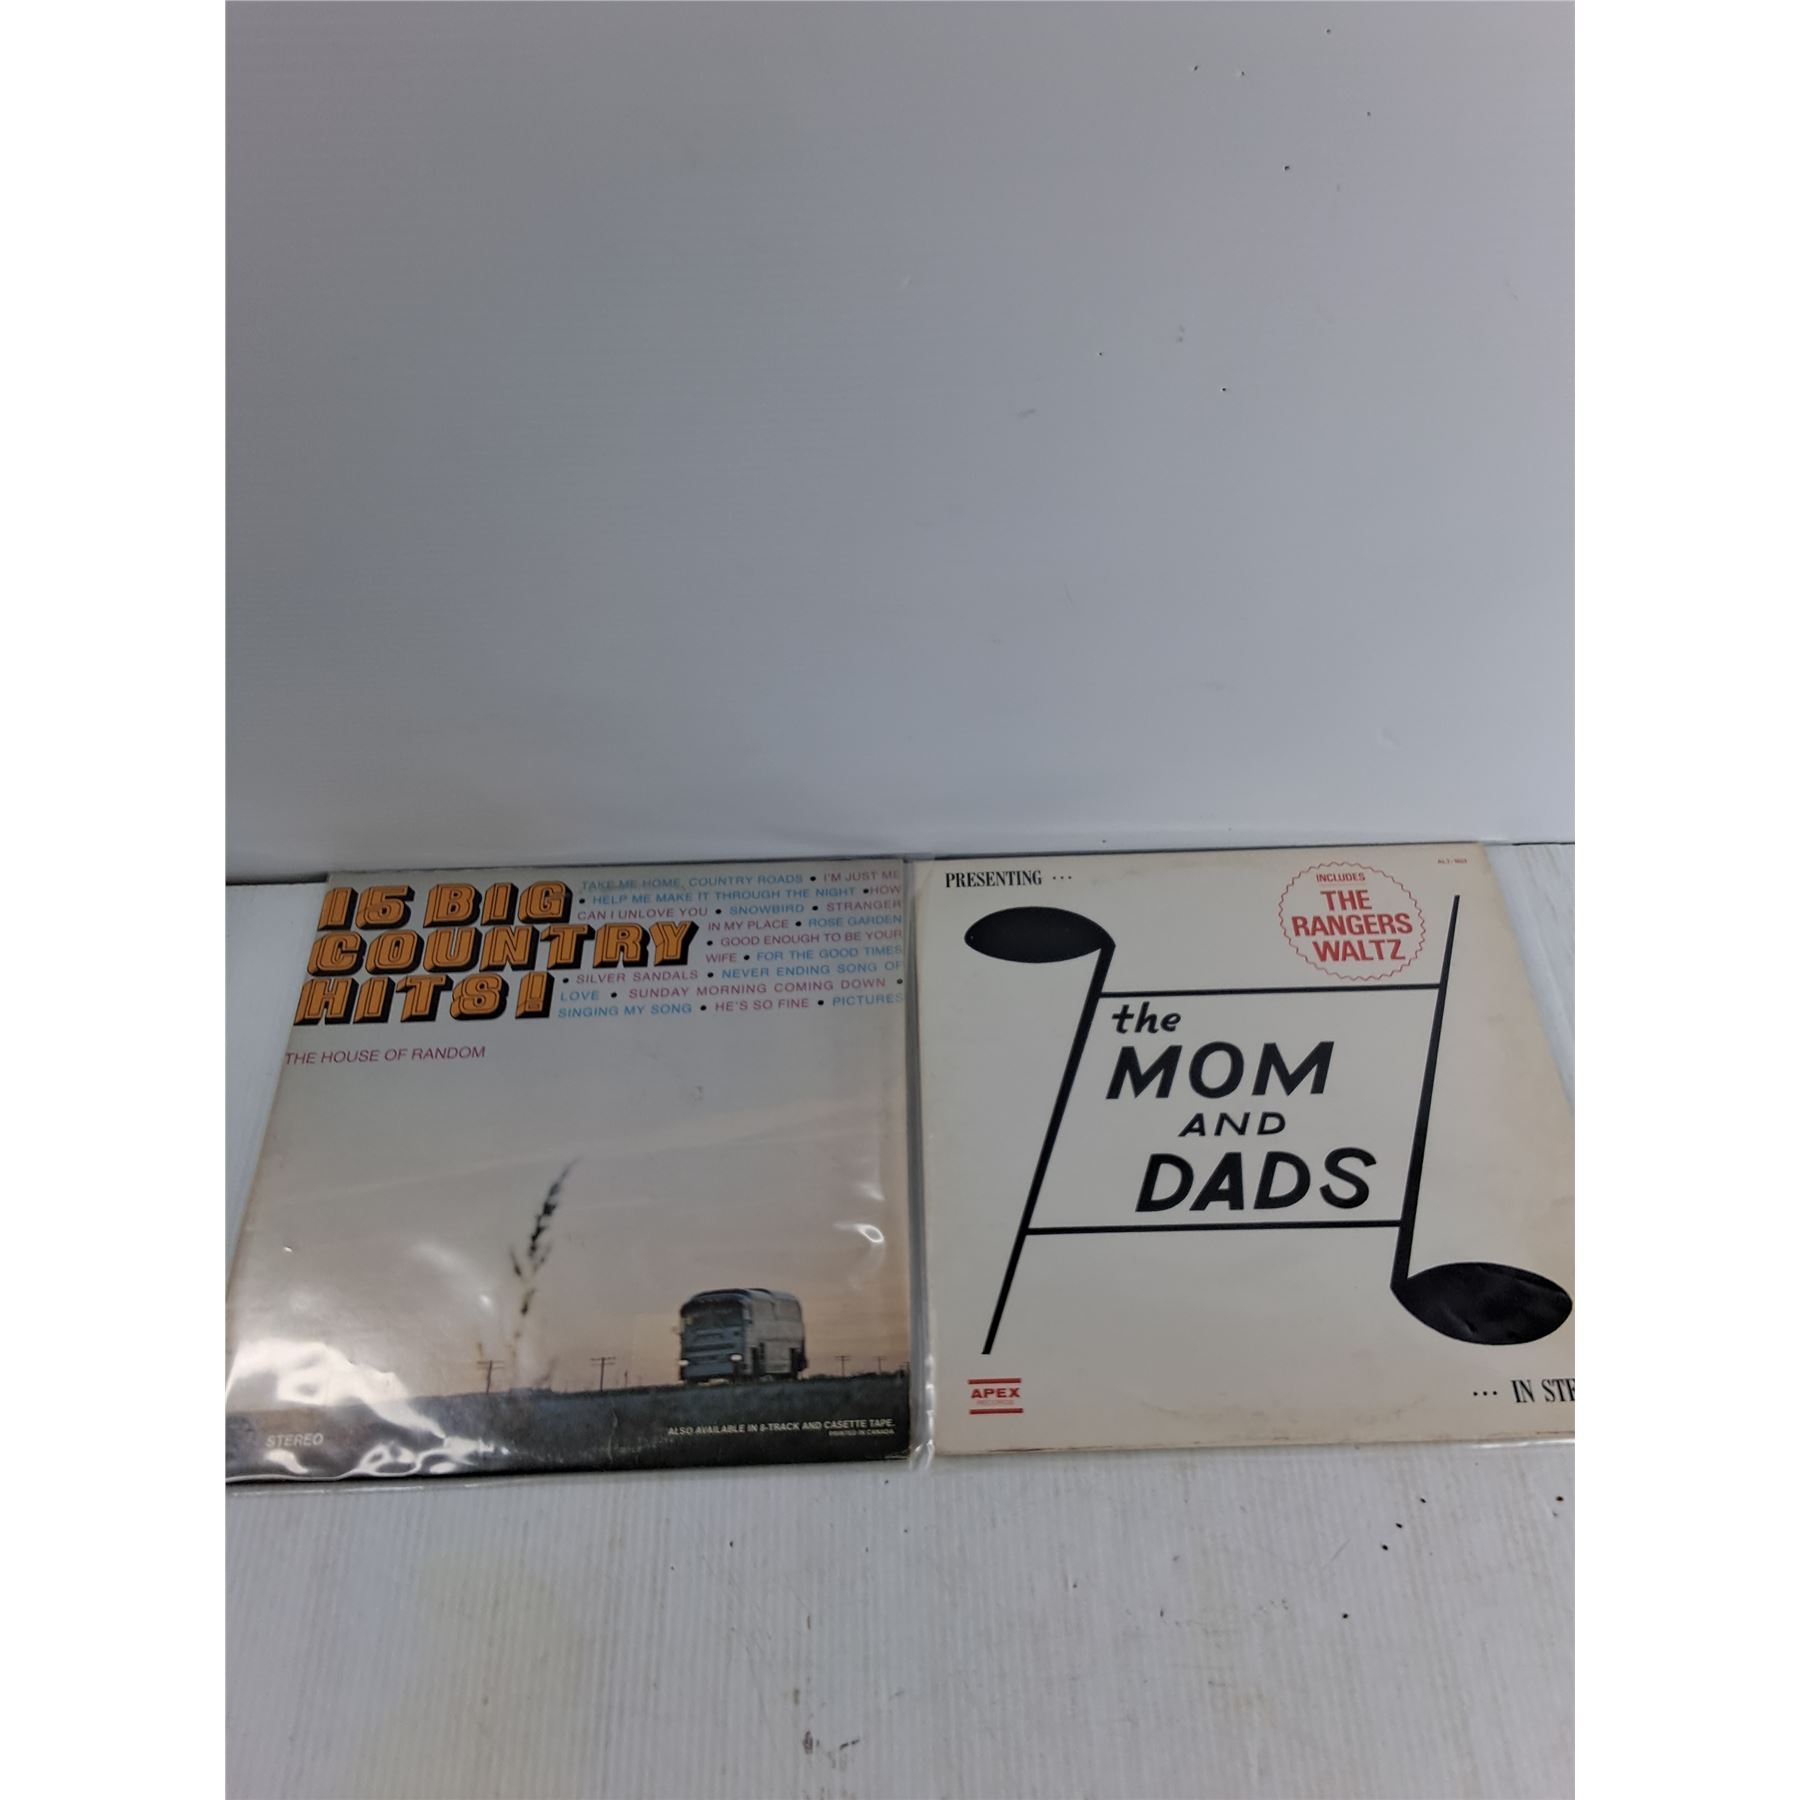 15 BIG
COUNTRY
HITS!
TAKE ME HOME, COUNTRY ROADS • I'M JUST ME
• HELP ME MAKE IT THROUGH THE NIGHT • HOW
CAN I UNLOVE YOU • SNOWBIRD • STRANGER
IN MY PLACE • ROSE GARDEN
• GOOD ENOUGH TO BE YOUR
WIFE • FOR THE GOOD TIMES
• SILVER SANDALS • NEVER ENDING SONG OF
LOVE • SUNDAY MORNING COMING DOWN •
SINGING MY SONG • HE'S SO FINE • PICTURES
THE HOUSE OF RANDOM
STEREO
ALSO AVAILABLE IN 8-TRACK AND CASETTE TAPE.
PRINTED IN CANADA
PRESENTING ...
INCLUDES
THE
RANGERS
WALTZ
the
MOM
AND
DADS
APEX
RECORDS
... IN STE